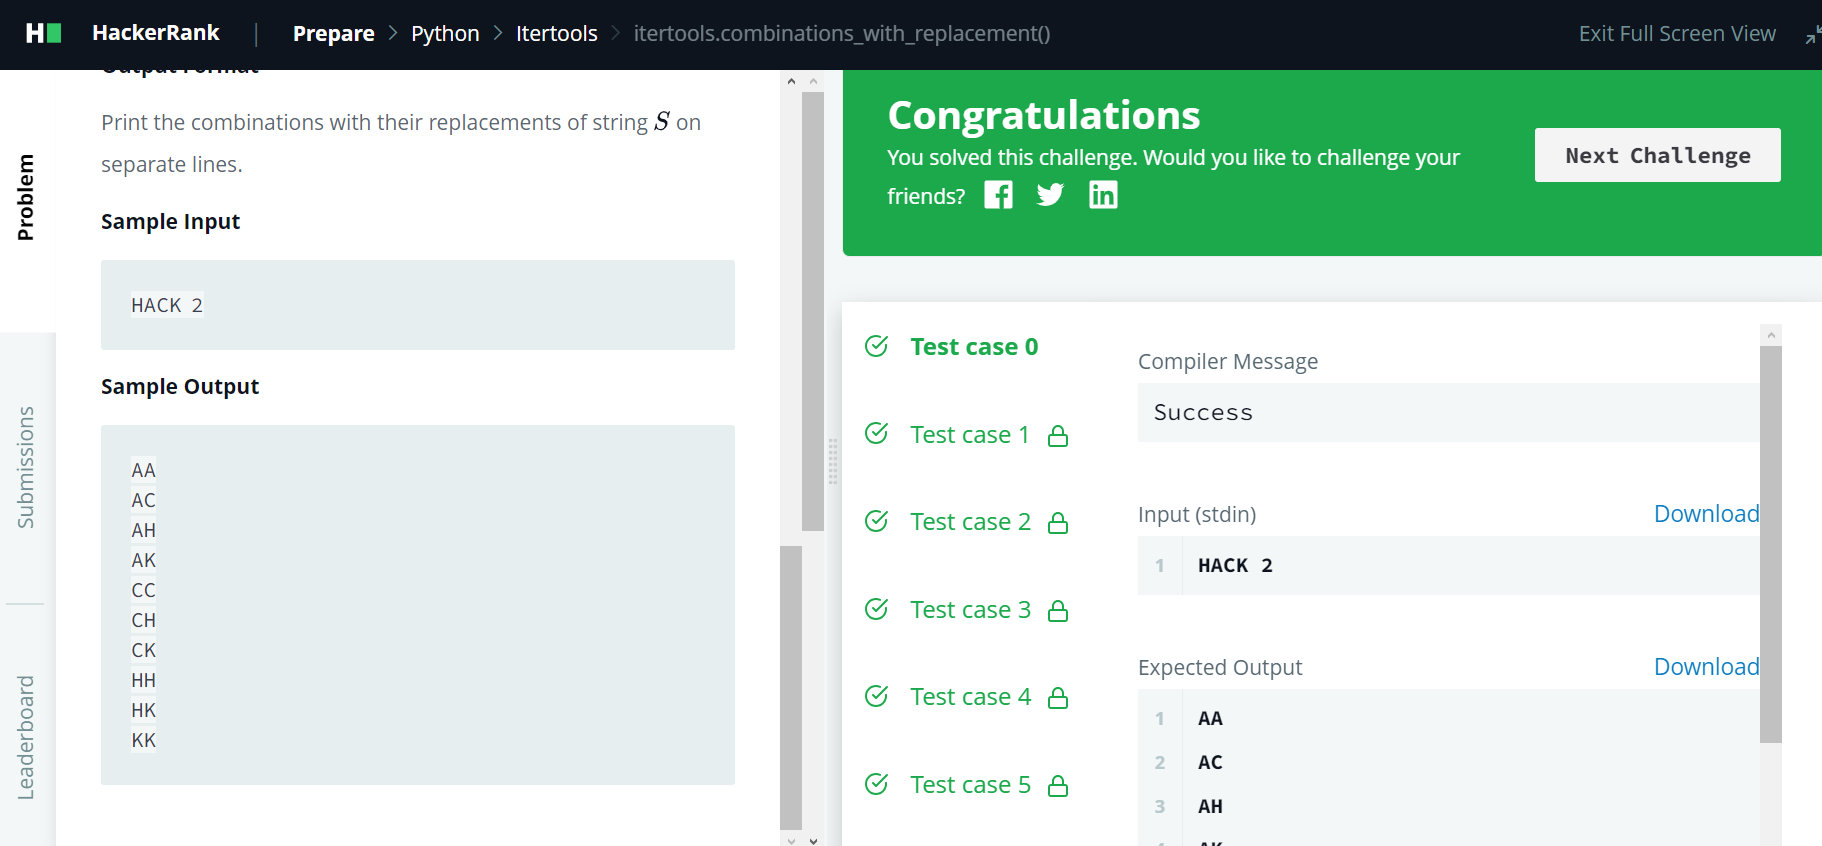 HackerRank | Prepare > Python > Itertools > itertools.combinations_with_replacement() Exit Full Screen View
Output Format
Print the combinations with their replacements of string S on
separate lines.
Sample Input
HACK 2
Sample Output
AA
AC
AH
AK
CC
CH
CK
HH
HK
KK
Problem
Submissions
Leaderboard
Congratulations
You solved this challenge. Would you like to challenge your
friends?
Next Challenge
Test case 0
Test case 1
Test case 2
Test case 3
Test case 4
Test case 5
Compiler Message
Success
Input (stdin) Download
1 HACK 2
Expected Output Download
1 AA
2 AC
3 AH
4 AK